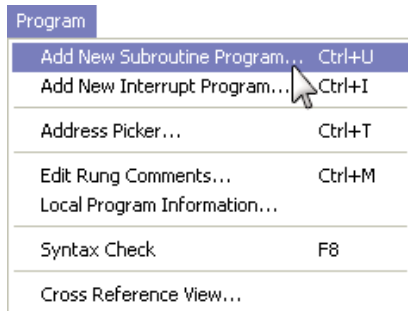 Program
Add New Subroutine Program... Ctrl+U
Add New Interrupt Program... Ctrl+I
Address Picker... Ctrl+T
Edit Rung Comments... Ctrl+M
Local Program Information...
Syntax Check F8
Cross Reference View...